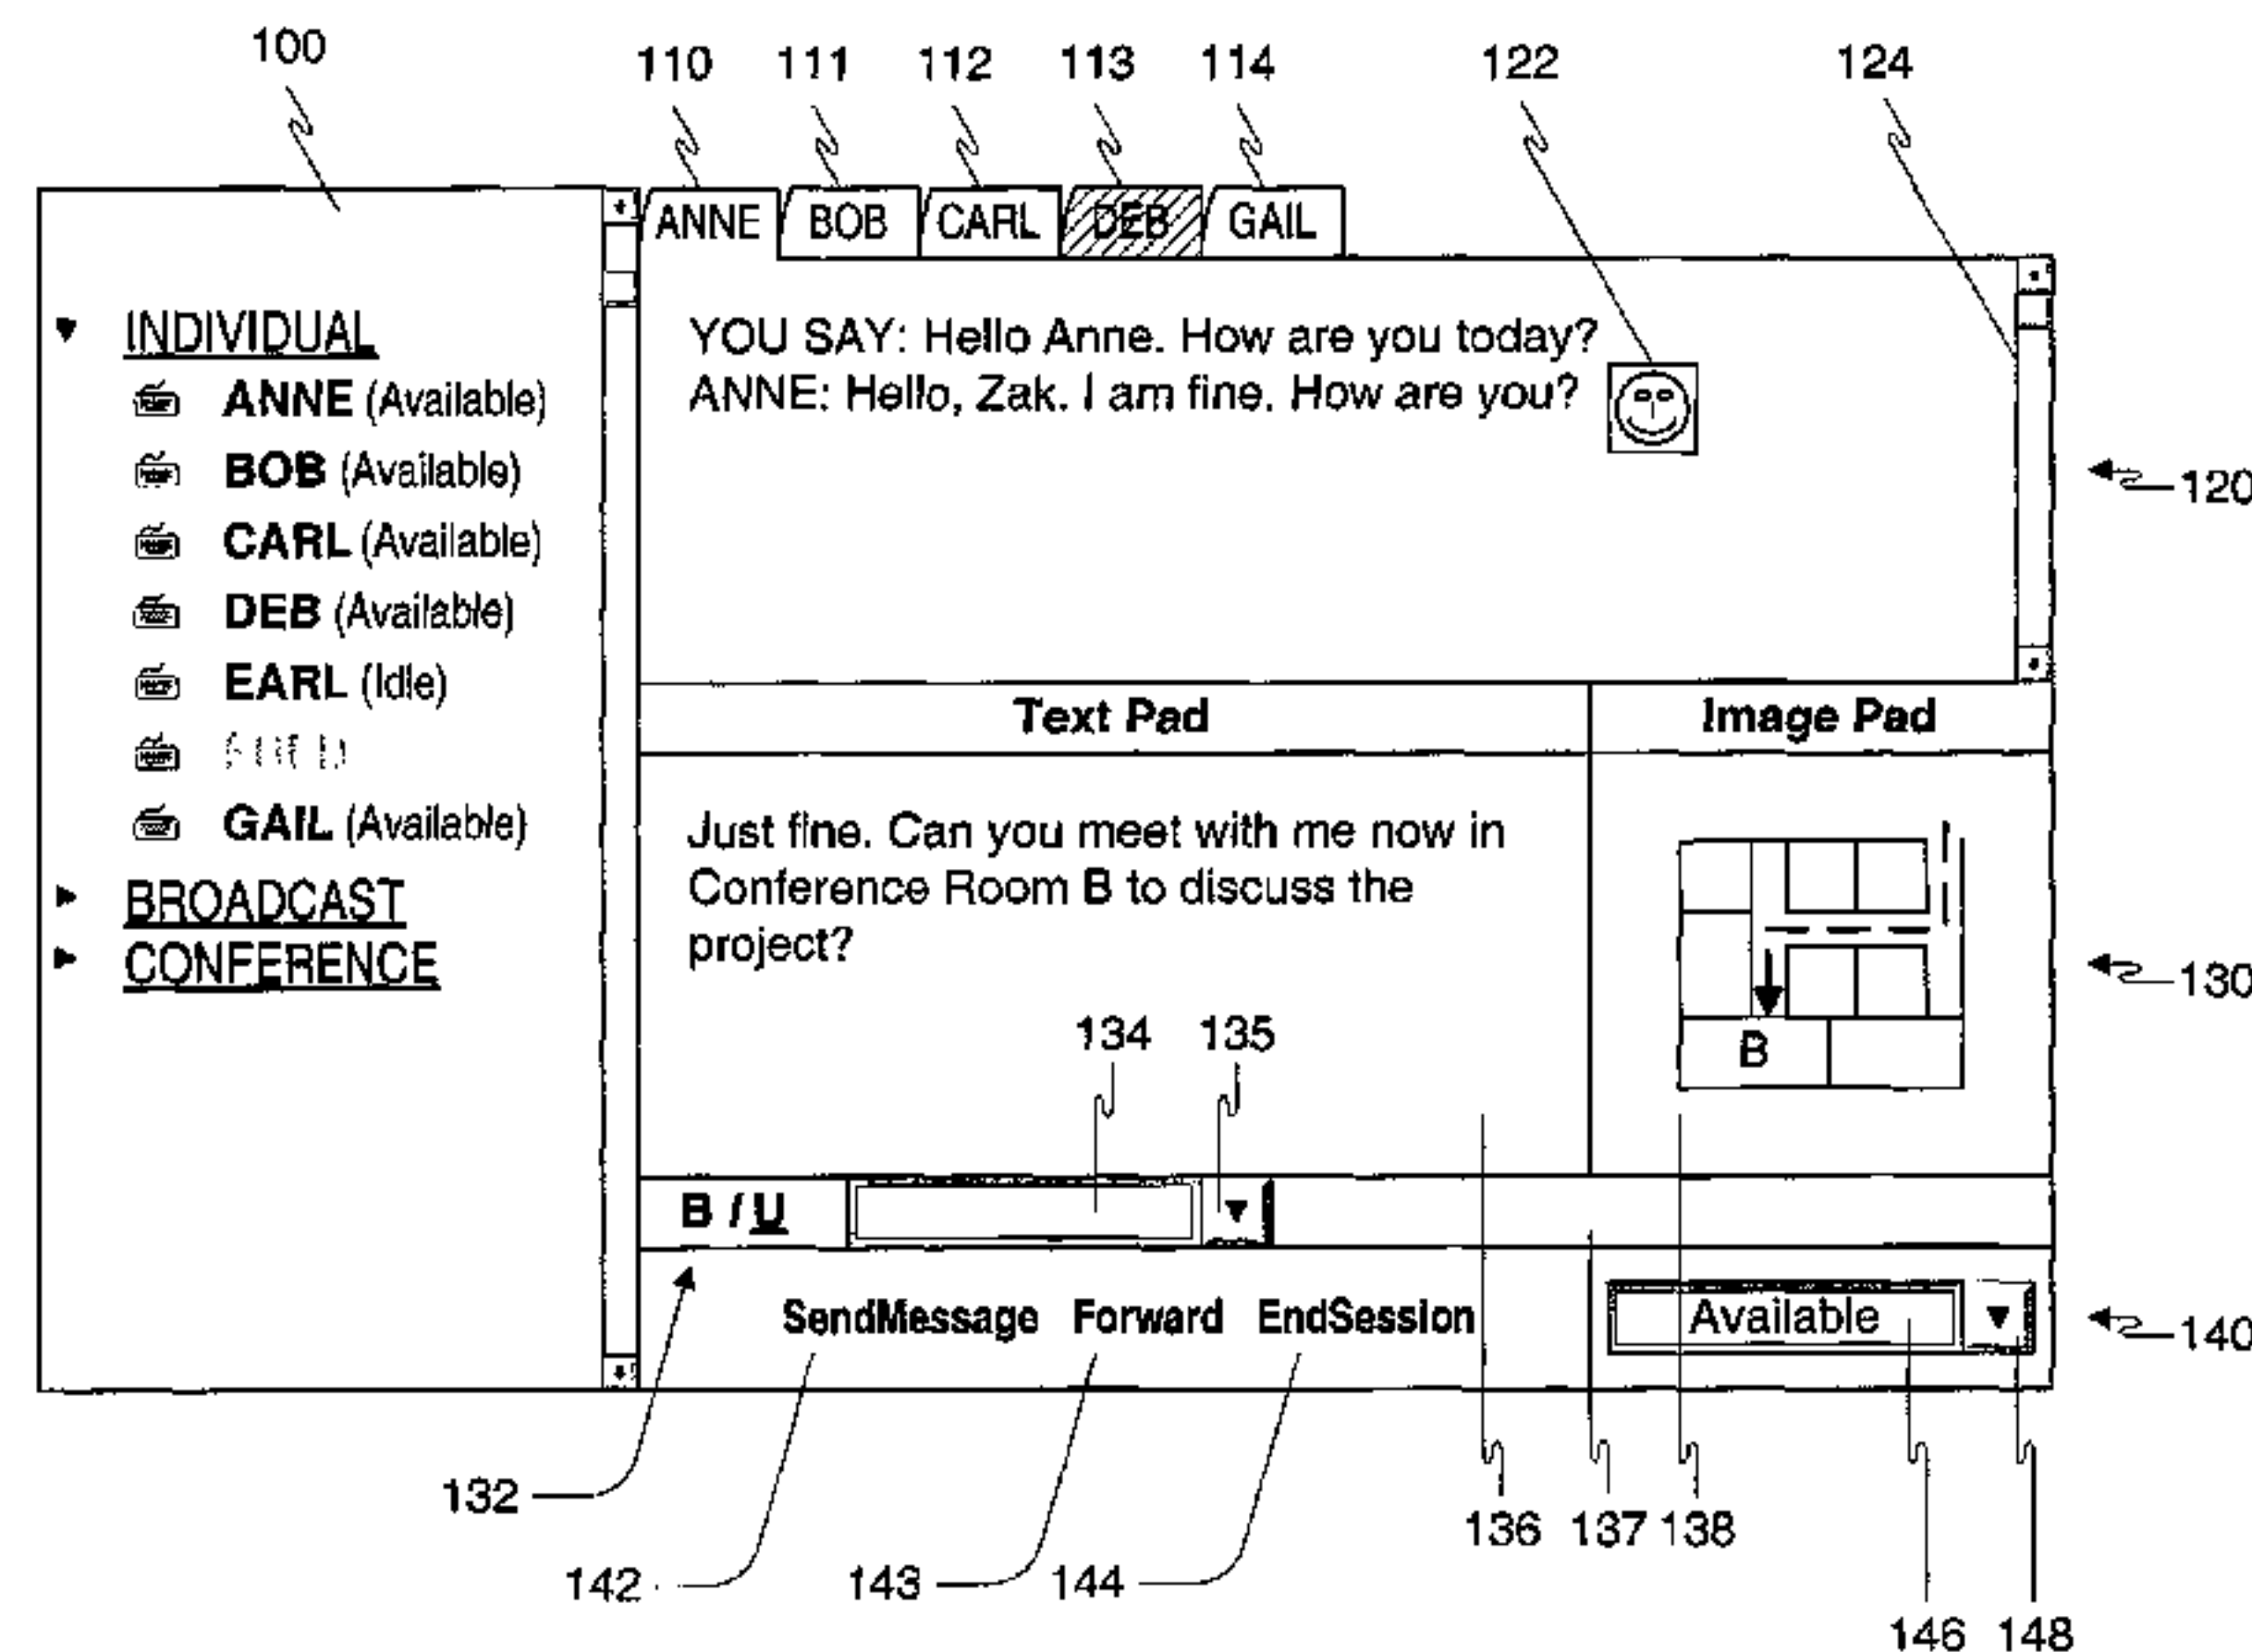 100
110 111 112 113 114 122 124
ANNE BOB CARL DEB GAIL
INDIVIDUAL
ANNE (Available)
BOB (Available)
CARL (Available)
DEB (Available)
EARL (Idle)
GAIL (Available)
BROADCAST
CONFERENCE
YOU SAY: Hello Anne. How are you today?
ANNE: Hello, Zak. I am fine. How are you?
120
Text Pad
Image Pad
Just fine. Can you meet with me now in
Conference Room B to discuss the
project?
B
130
134 135
B I U
SendMessage Forward EndSession
Available
140
132
136 137 138
142 143 144
146 148